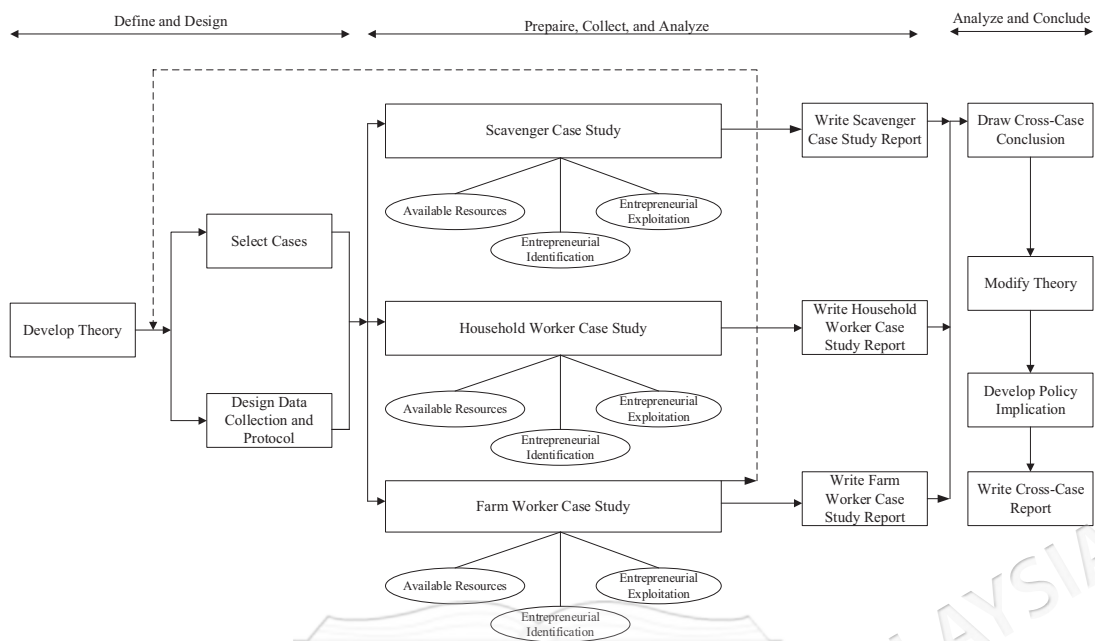 Define and Design
Prepaire, Collect, and Analyze
Analyze and Conclude
Develop Theory
Select Cases
Design Data
Collection and
Protocol
Scavenger Case Study
Available Resources
Entrepreneurial
Identification
Entrepreneurial
Exploitation
Household Worker Case Study
Available Resources
Entrepreneurial
Identification
Entrepreneurial
Exploitation
Farm Worker Case Study
Available Resources
Entrepreneurial
Identification
Entrepreneurial
Exploitation
Write Scavenger
Case Study Report
Write Household
Worker Case
Study Report
Write Farm
Worker Case
Study Report
Draw Cross-Case
Conclusion
Modify Theory
Develop Policy
Implication
Write Cross-Case
Report